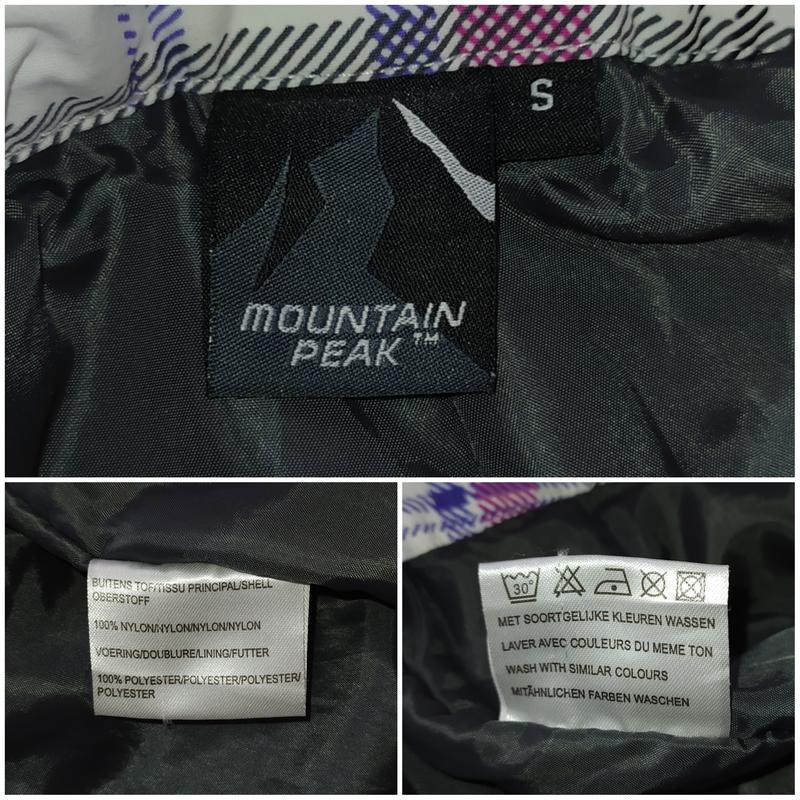 S
MOUNTAIN
PEAK™
BUITENS TOF/TISSU PRINCIPAL/SHELL
OBERSTOFF
100% NYLON/NYLON/NYLON/NYLON
VOERING/DOUBLURE/LINING/FUTTER
100% POLYESTER/POLYESTER/POLYESTER/
POLYESTER
30°
MET SOORTGELIJKE KLEUREN WASSEN
LAVER AVEC COULEURS DU MEME TON
WASH WITH SIMILAR COLOURS
MITÄHNLICHEN FARBEN WASCHEN